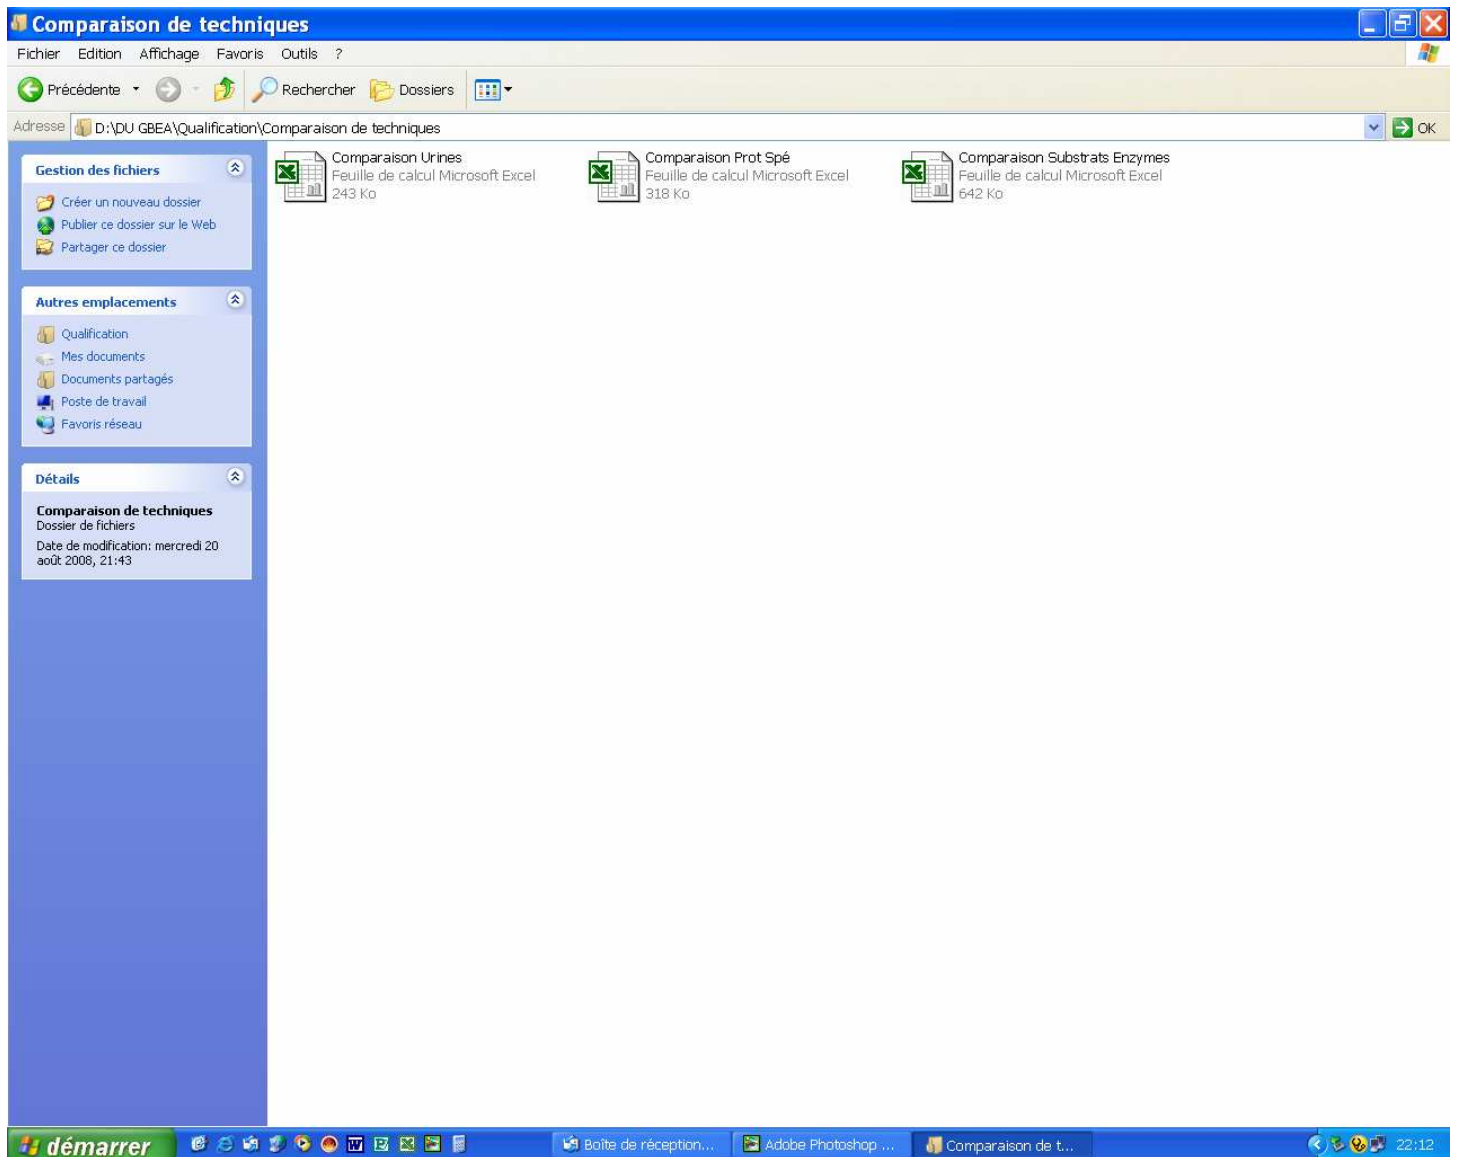 Comparaison de techniques
Fichier Edition Affichage Favoris Outils ?
Précédente Rechercher Dossiers
Adresse D:\DU GBEA\Qualification\Comparaison de techniques OK
Gestion des fichiers
Créer un nouveau dossier
Publier ce dossier sur le Web
Partager ce dossier
Autres emplacements
Qualification
Mes documents
Documents partagés
Poste de travail
Favoris réseau
Détails
Comparaison de techniques
Dossier de fichiers
Date de modification: mercredi 20
août 2008, 21:43
Comparaison Urines
Feuille de calcul Microsoft Excel
243 Ko
Comparaison Prot Spé
Feuille de calcul Microsoft Excel
318 Ko
Comparaison Substrats Enzymes
Feuille de calcul Microsoft Excel
642 Ko
démarrer Boîte de réception... Adobe Photoshop ... Comparaison de t... 22:12